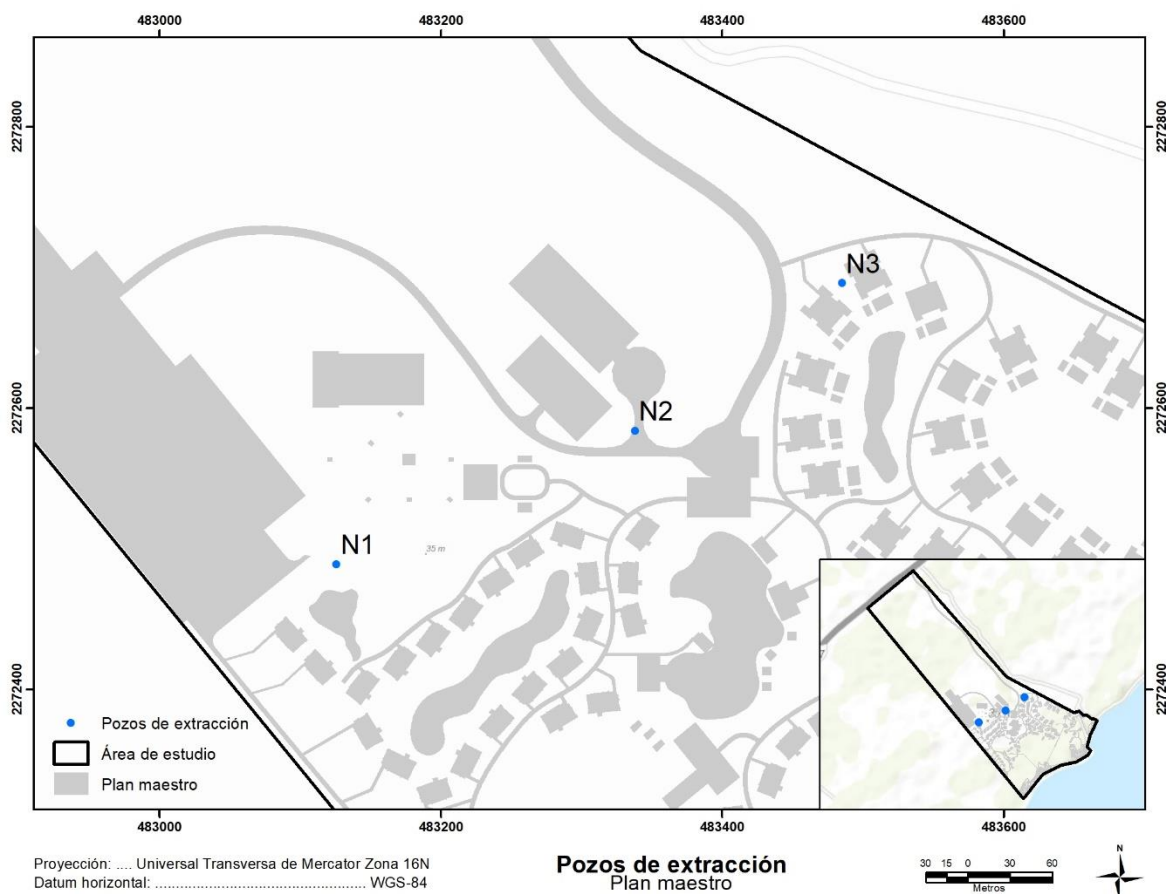 483000 483200 483400 483600
2272800 2272800
N3
2272600 2272600
N2
N1
35 m
7
2272400 2272400
Pozos de extracción
Área de estudio
Plan maestro
483000 483200 483400 483600
Proyección: .... Universal Transversa de Mercator Zona 16N
Datum horizontal: .................................................. WGS-84
Pozos de extracción
Plan maestro
30 15 0 30 60
Metros
N